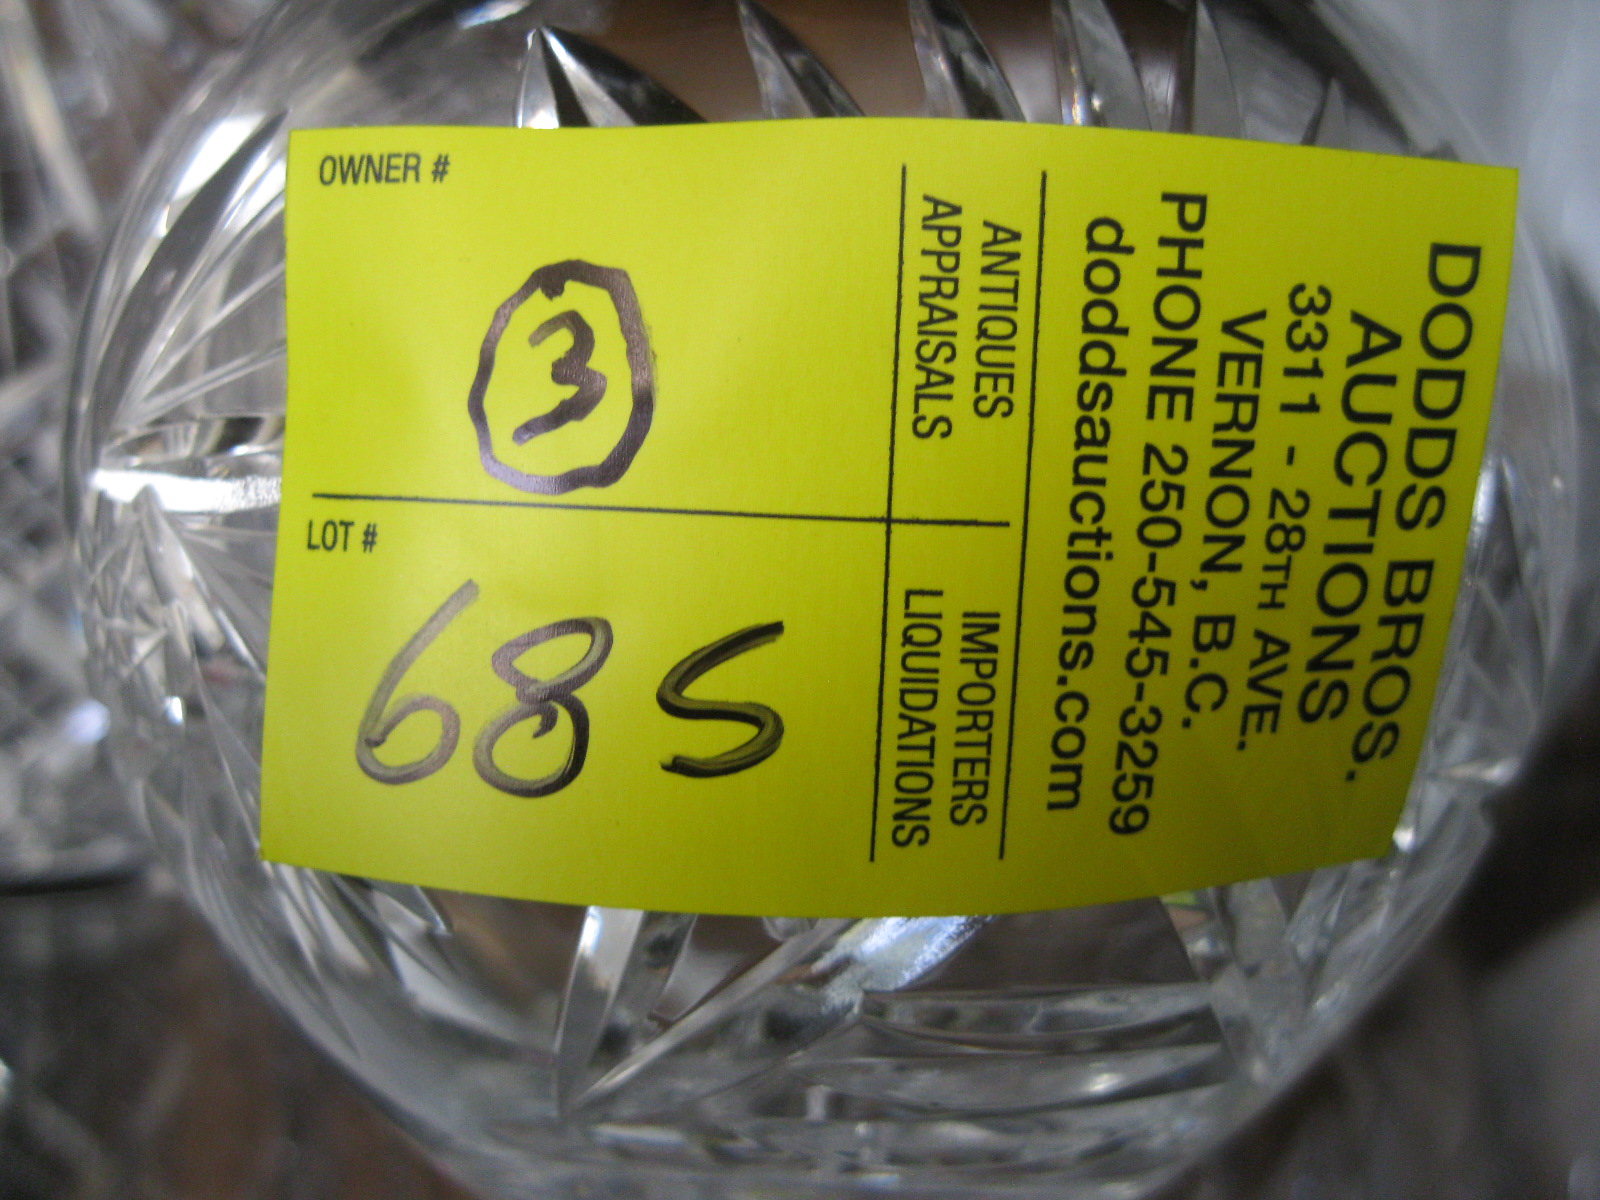 DODDS BROS.
AUCTIONS
3311 - 28TH AVE.
VERNON, B.C.
PHONE 250-545-3259
doddsauctions.com
ANTIQUES
APPRAISALS
IMPORTERS
LIQUIDATIONS
OWNER #
3
LOT #
685